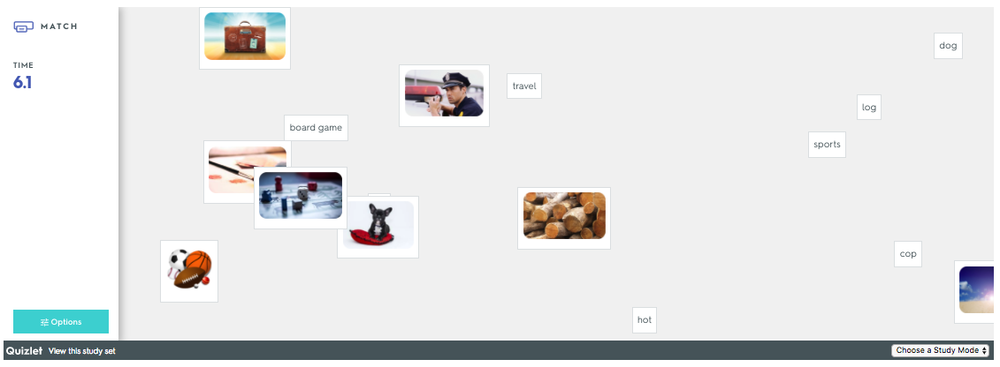 MATCH
TIME
6.1
dog
travel
log
board game
sports
cop
hot
Options
Quizlet View this study set
Choose a Study Mode